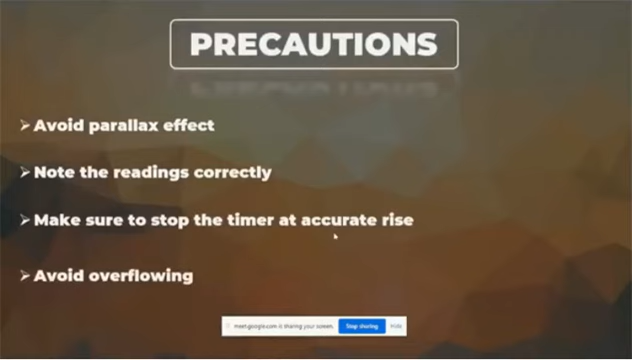 PRECAUTIONS
➤Avoid parallax effect
➤Note the readings correctly
➤Make sure to stop the timer at accurate rise
➤Avoid overflowing
meet.google.com is sharing your screen. Stop sharing Hide